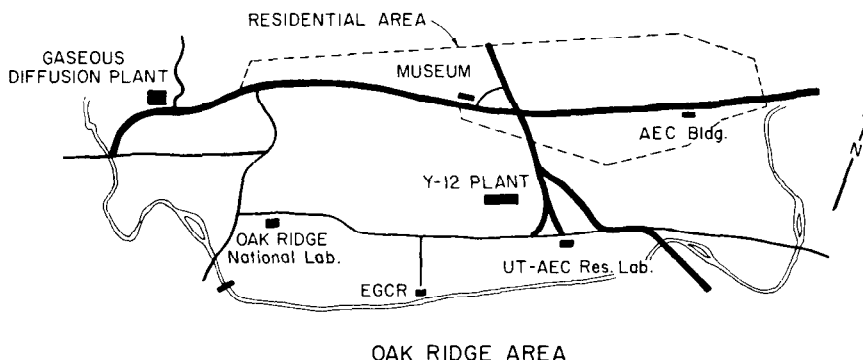 RESIDENTIAL AREA
GASEOUS
DIFFUSION PLANT
MUSEUM
AEC Bldg.
N
Y-12 PLANT
OAK RIDGE
National Lab.
UT-AEC Res. Lab.
EGCR
OAK RIDGE AREA